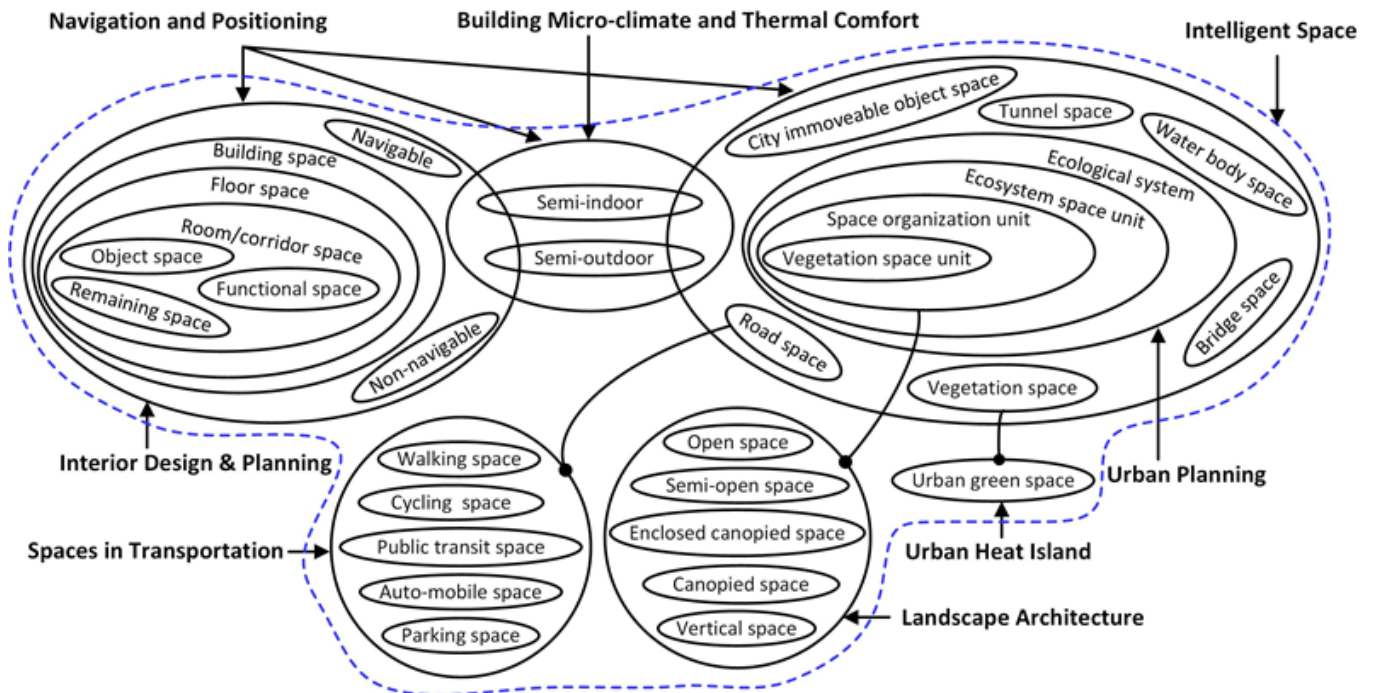 Navigation and Positioning
Building Micro-climate and Thermal Comfort
Intelligent Space
Navigable
Building space
Floor space
Room/corridor space
Object space
Functional space
Remaining space
Non-navigable
Semi-indoor
Semi-outdoor
City immoveable object space
Tunnel space
Water body space
Ecological system
Ecosystem space unit
Space organization unit
Vegetation space unit
Bridge space
Road space
Vegetation space
Interior Design & Planning
Walking space
Cycling space
Public transit space
Auto-mobile space
Parking space
Spaces in Transportation
Open space
Semi-open space
Enclosed canopied space
Canopied space
Vertical space
Urban green space
Urban Planning
Urban Heat Island
Landscape Architecture